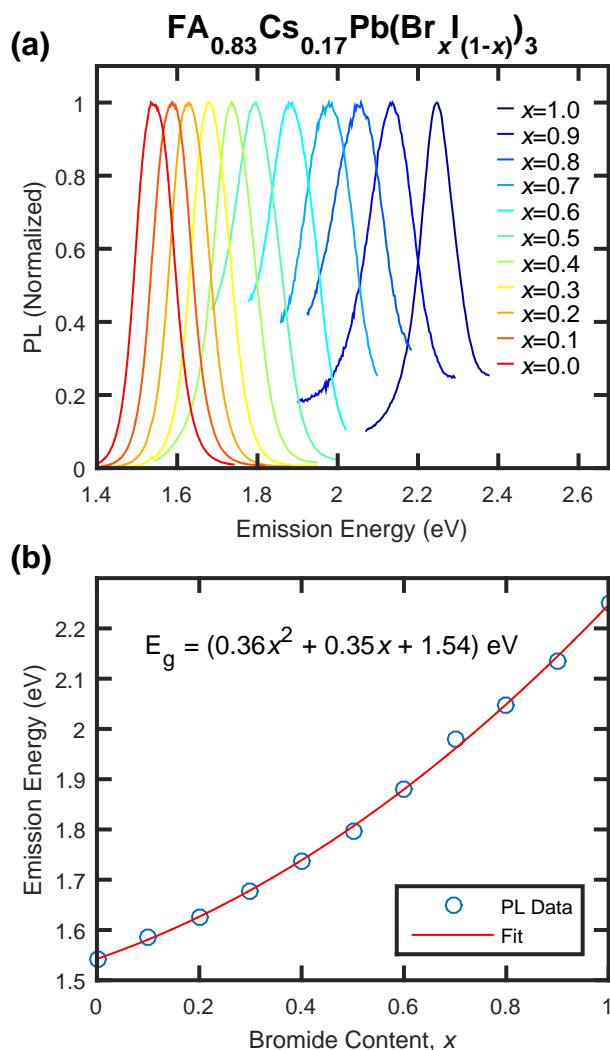 FA0.83Cs0.17Pb(BrxI(1-x))3
(a)
1
0.8
0.6
0.4
0.2
0
PL (Normalized)
x=1.0
x=0.9
x=0.8
x=0.7
x=0.6
x=0.5
x=0.4
x=0.3
x=0.2
x=0.1
x=0.0
1.4 1.6 1.8 2 2.2 2.4 2.6
Emission Energy (eV)
(b)
Eg = (0.36x2 + 0.35x + 1.54) eV
2.2
2.1
2
1.9
1.8
1.7
1.6
1.5
Emission Energy (eV)
PL Data
Fit
0 0.2 0.4 0.6 0.8 1
Bromide Content, x